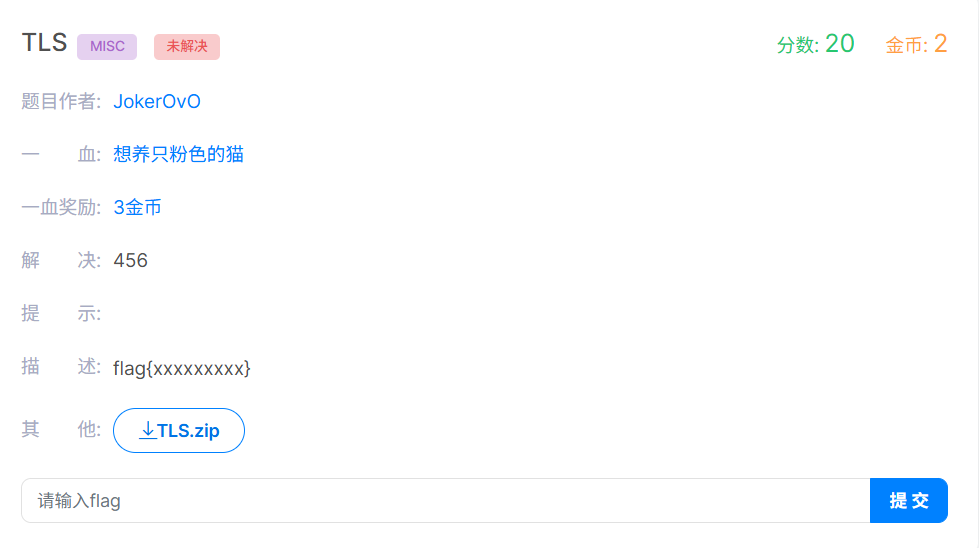 TLS MISC 未解决 分数: 20 金币: 2
题目作者: JokerOvO
一 血: 想养只粉色的猫
一血奖励: 3金币
解 决: 456
提 示:
描 述: flag{xxxxxxxxx}
其 他: TLS.zip
请输入flag 提 交